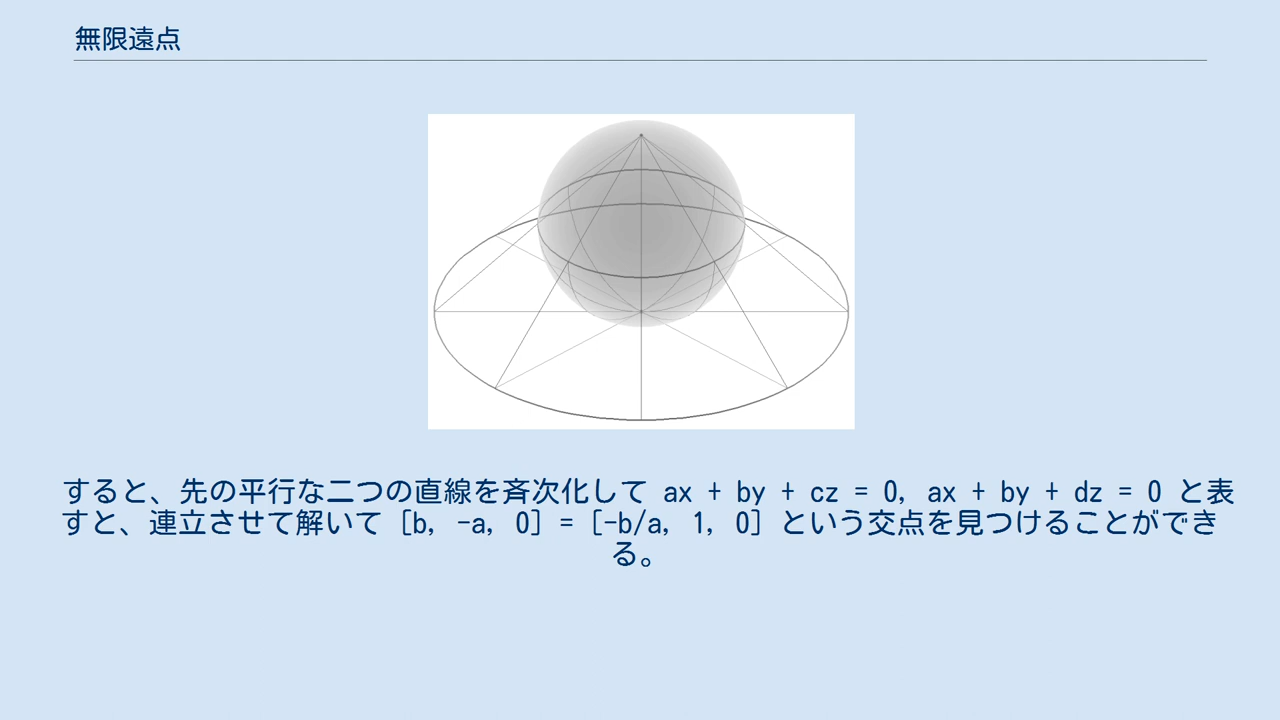 無限遠点
すると、先の平行な二つの直線を斉次化して ax + by + cz = 0, ax + by + dz = 0 と表
すと、連立させて解いて [b, -a, 0] = [-b/a, 1, 0] という交点を見つけることができ
る。